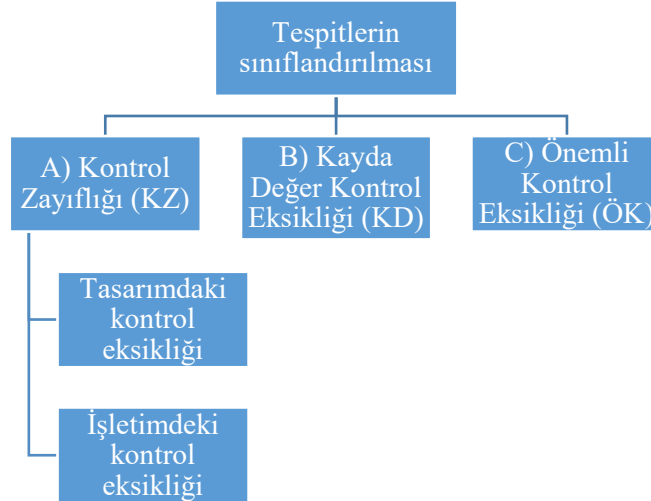 Tespitlerin
sınıflandırılması
A) Kontrol
Zayıflığı (KZ)
B) Kayda
Değer Kontrol
Eksikliği (KD)
C) Önemli
Kontrol
Eksikliği (ÖK)
Tasarımdaki
kontrol
eksikliği
İşletimdeki
kontrol
eksikliği